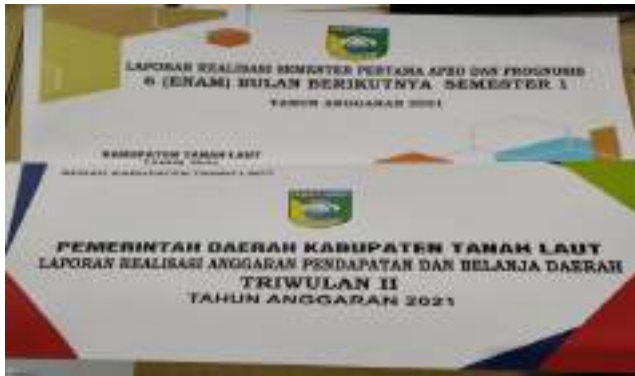 LAPORAN REALISASI SEMESTER PERTAMA APBD DAN PROGNOSIS
6 (ENAM) BULAN BERIKUTNYA SEMESTER 1
TAHUN ANGGARAN 2021
KABUPATEN TANAH LAUT
PEMERINTAH DAERAH KABUPATEN TANAH LAUT
LAPORAN REALISASI ANGGARAN PENDAPATAN DAN BELANJA DAERAH
TRIWULAN II
TAHUN ANGGARAN 2021